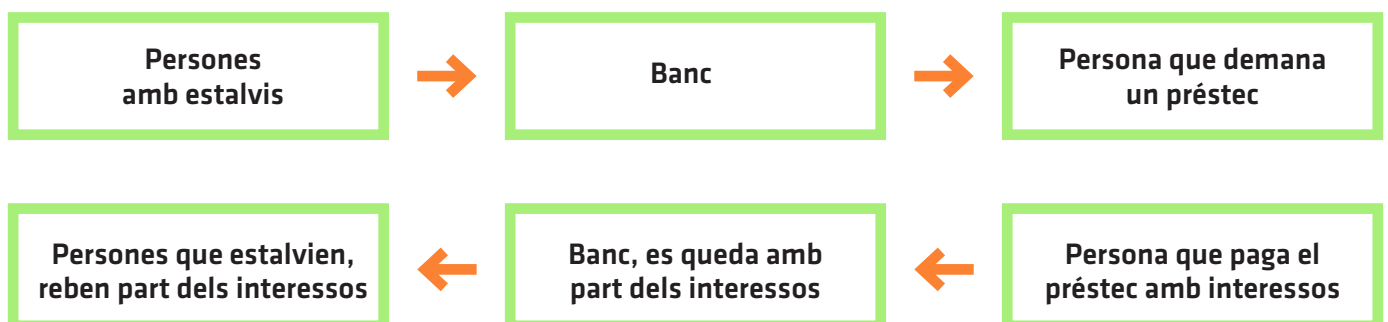 Persones
amb estalvis
Banc
Persona que demana
un préstec
Persones que estalvien,
reben part dels interessos
Banc, es queda amb
part dels interessos
Persona que paga el
préstec amb interessos